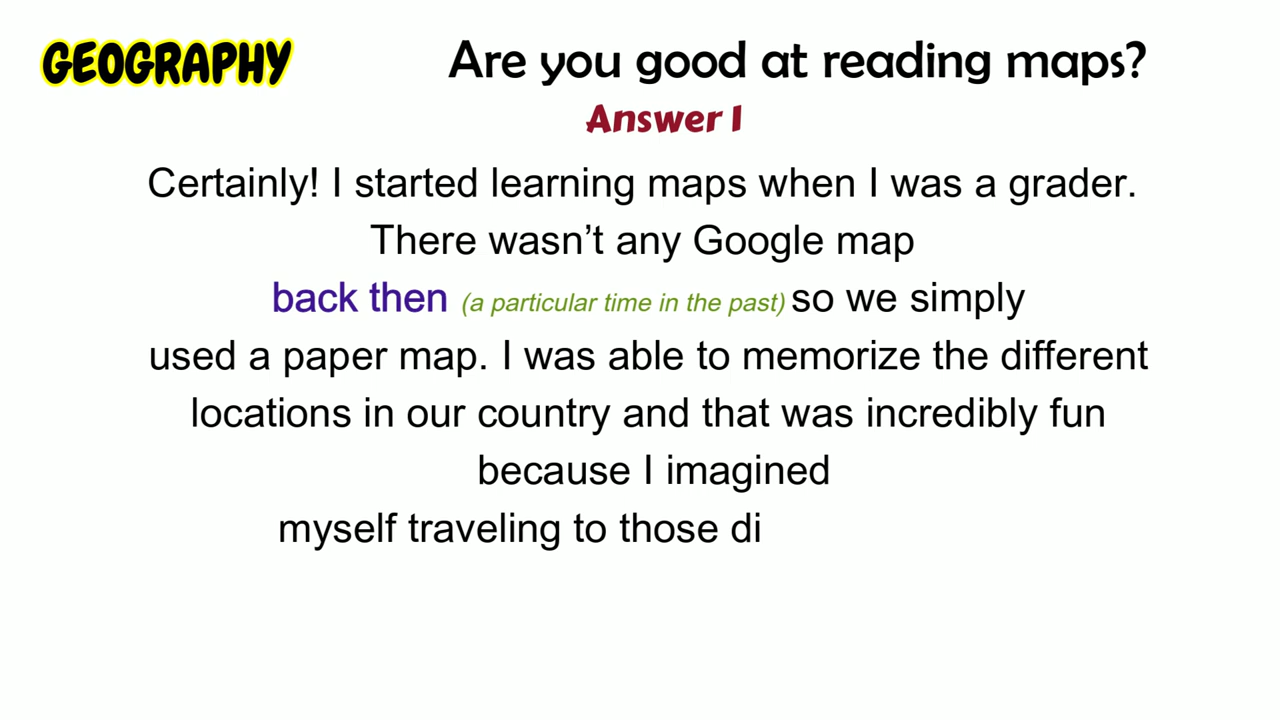 GEOGRAPHY
Are you good at reading maps?
Answer 1
Certainly! I started learning maps when I was a grader.
There wasn't any Google map
back then (a particular time in the past) so we simply
used a paper map. I was able to memorize the different
locations in our country and that was incredibly fun
because I imagined
myself traveling to those di